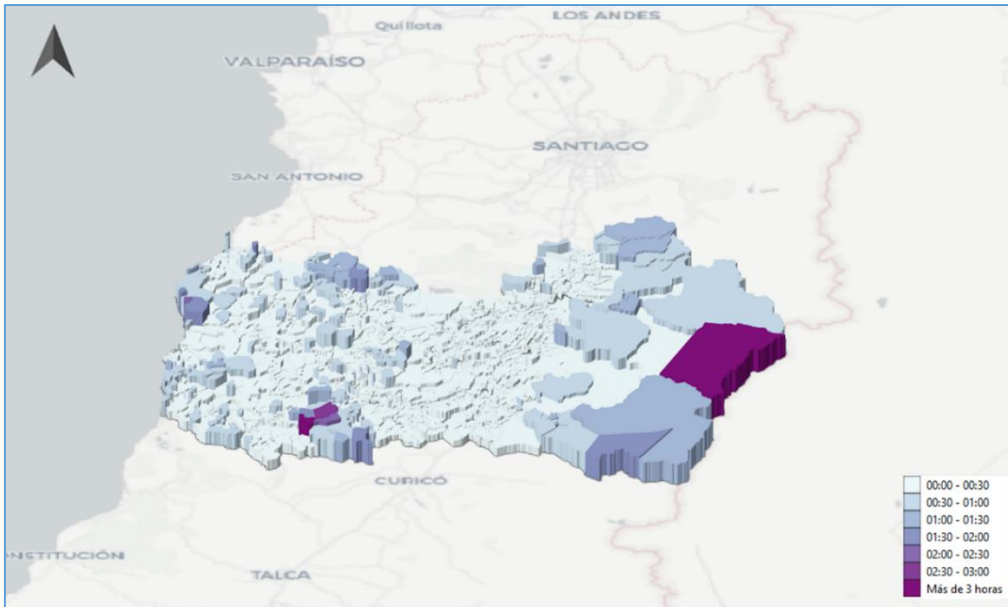 LOS ANDES
Quillota
VALPARAÍSO
SANTIAGO
SAN ANTONIO
CURICÓ
NSTITUCIÓN
TALCA
00:00 - 00:30
00:30 - 01:00
01:00 - 01:30
01:30 - 02:00
02:00 - 02:30
02:30 - 03:00
Más de 3 horas